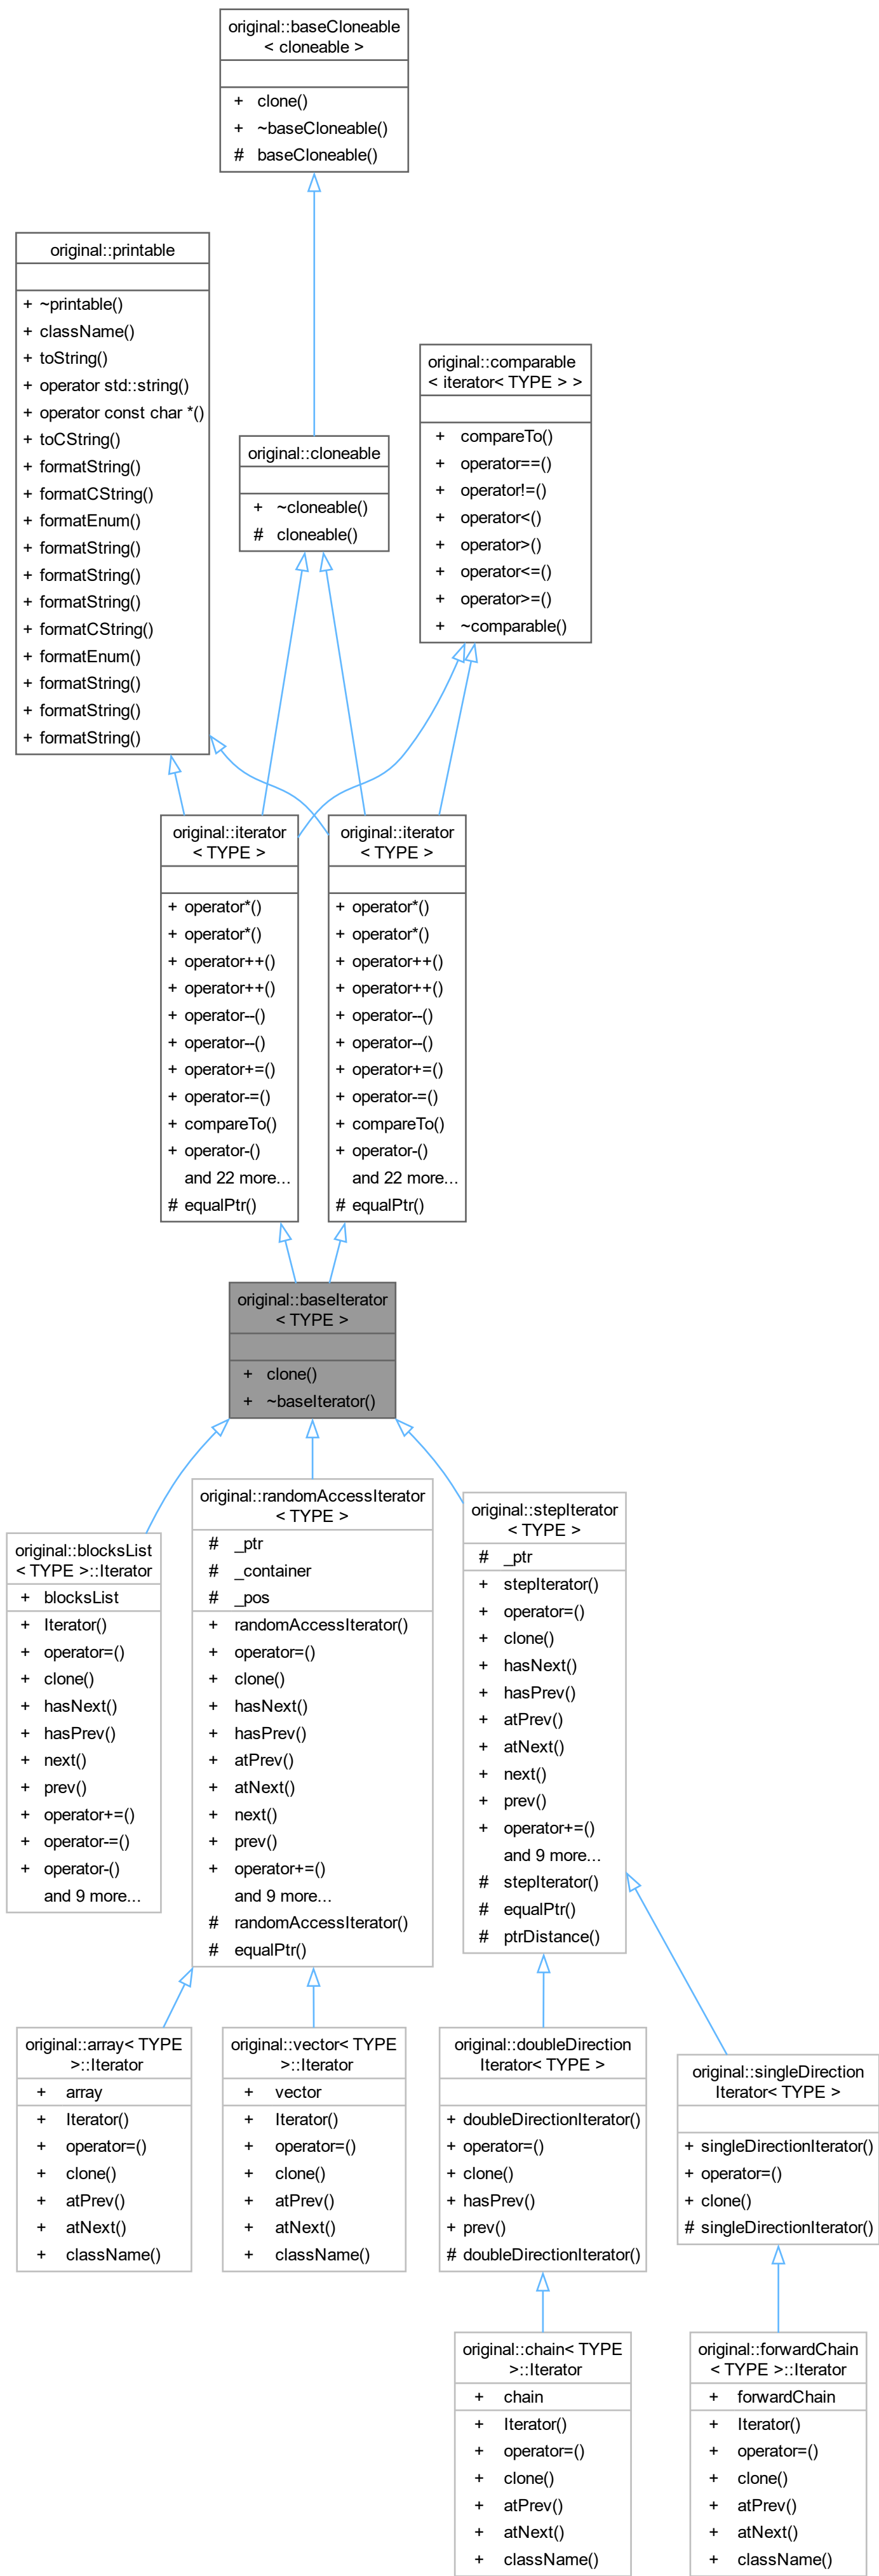 original::baseCloneable
< cloneable >
+ clone()
+ ~baseCloneable()
# baseCloneable()
original::printable
+ ~printable()
+ className()
+ toString()
+ operator std::string()
+ operator const char *()
+ toCString()
+ formatString()
+ formatCString()
+ formatEnum()
+ formatString()
+ formatString()
+ formatString()
+ formatCString()
+ formatEnum()
+ formatString()
+ formatString()
+ formatString()
original::cloneable
+ ~cloneable()
# cloneable()
original::comparable
< iterator< TYPE > >
+ compareTo()
+ operator==()
+ operator!=()
+ operator<()
+ operator>()
+ operator<=()
+ operator>=()
+ ~comparable()
original::iterator
< TYPE >
+ operator*()
+ operator*()
+ operator++()
+ operator++()
+ operator--()
+ operator--()
+ operator+=()
+ operator-=()
+ compareTo()
+ operator-()
and 22 more...
# equalPtr()
original::iterator
< TYPE >
+ operator*()
+ operator*()
+ operator++()
+ operator++()
+ operator--()
+ operator--()
+ operator+=()
+ operator-=()
+ compareTo()
+ operator-()
and 22 more...
# equalPtr()
original::baseIterator
< TYPE >
+ clone()
+ ~baseIterator()
original::blocksList
< TYPE >::Iterator
+ blocksList
+ Iterator()
+ operator=()
+ clone()
+ hasNext()
+ hasPrev()
+ next()
+ prev()
+ operator+=()
+ operator-=()
+ operator-()
and 9 more...
original::randomAccessIterator
< TYPE >
# _ptr
# _container
# _pos
+ randomAccessIterator()
+ operator=()
+ clone()
+ hasNext()
+ hasPrev()
+ atPrev()
+ atNext()
+ next()
+ prev()
+ operator+=()
and 9 more...
# randomAccessIterator()
# equalPtr()
original::stepIterator
< TYPE >
# _ptr
+ stepIterator()
+ operator=()
+ clone()
+ hasNext()
+ hasPrev()
+ atPrev()
+ atNext()
+ next()
+ prev()
+ operator+=()
and 9 more...
# stepIterator()
# equalPtr()
# ptrDistance()
original::array< TYPE
>::Iterator
+ array
+ Iterator()
+ operator=()
+ clone()
+ atPrev()
+ atNext()
+ className()
original::vector< TYPE
>::Iterator
+ vector
+ Iterator()
+ operator=()
+ clone()
+ atPrev()
+ atNext()
+ className()
original::doubleDirection
Iterator< TYPE >
+ doubleDirectionIterator()
+ operator=()
+ clone()
+ hasPrev()
+ prev()
# doubleDirectionIterator()
original::singleDirection
Iterator< TYPE >
+ singleDirectionIterator()
+ operator=()
+ clone()
# singleDirectionIterator()
original::chain< TYPE
>::Iterator
+ chain
+ Iterator()
+ operator=()
+ clone()
+ atPrev()
+ atNext()
+ className()
original::forwardChain
< TYPE >::Iterator
+ forwardChain
+ Iterator()
+ operator=()
+ clone()
+ atPrev()
+ atNext()
+ className()